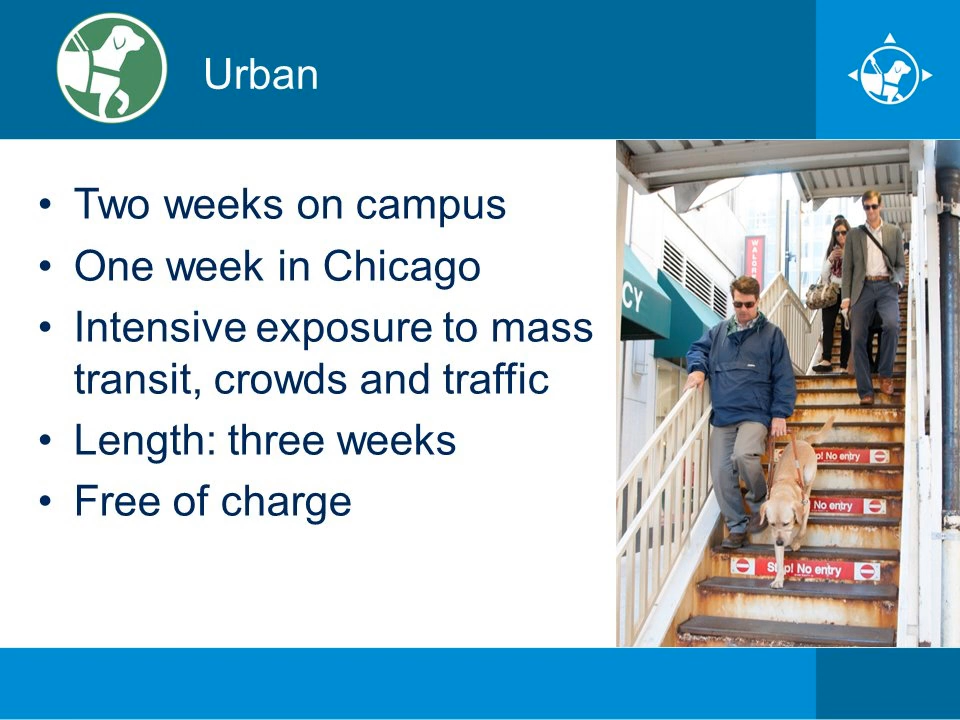 Urban
• Two weeks on campus
• One week in Chicago
• Intensive exposure to mass
transit, crowds and traffic
• Length: three weeks
• Free of charge
CY
Stop! No entry
No entry
Stop! No entry